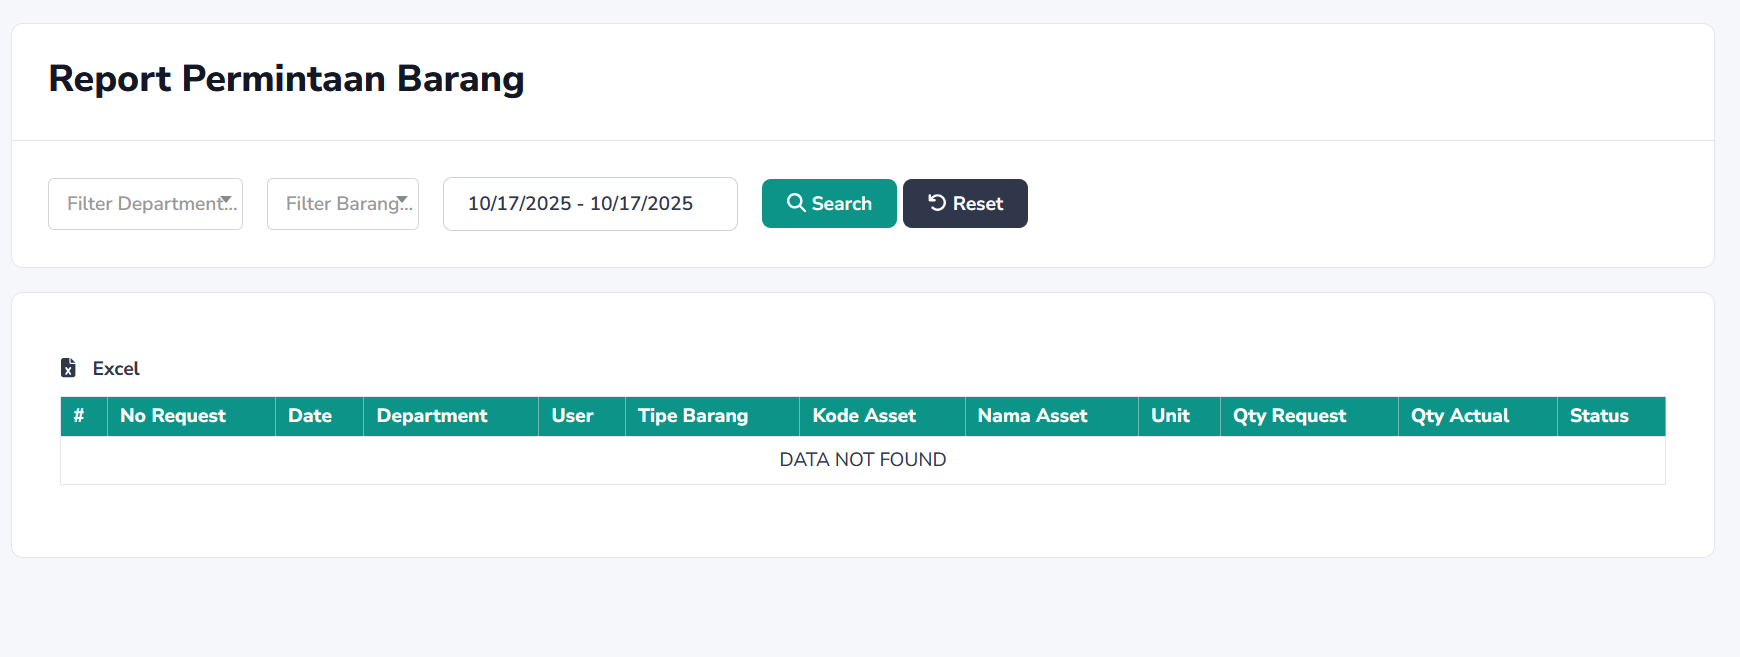 Report Permintaan Barang
Filter Department... Filter Barang... 10/17/2025 - 10/17/2025 Search Reset
Excel
# No Request Date Department User Tipe Barang Kode Asset Nama Asset Unit Qty Request Qty Actual Status
DATA NOT FOUND